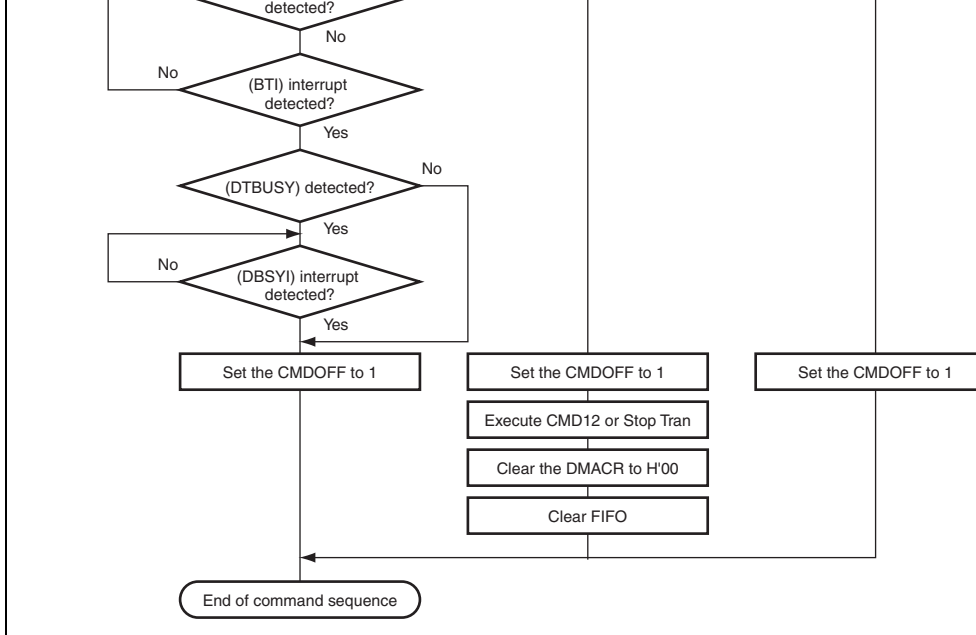 detected?
No
No
(BTI) interrupt
detected?
Yes
No
(DTBUSY) detected?
Yes
No
(DBSYI) interrupt
detected?
Yes
Set the CMDOFF to 1
Set the CMDOFF to 1
Set the CMDOFF to 1
Execute CMD12 or Stop Tran
Clear the DMACR to H'00
Clear FIFO
End of command sequence